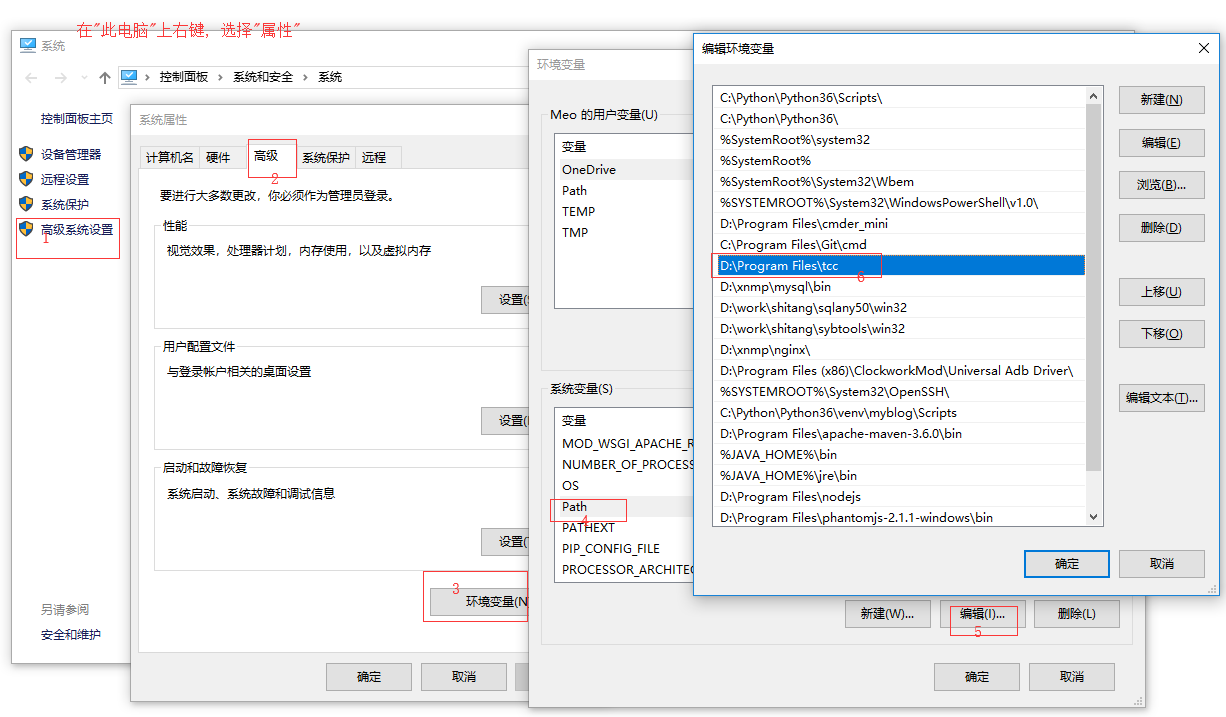 在"此电脑"上右键，选择"属性"
系统
控制面板 › 系统和安全 › 系统
控制面板主页
设备管理器
远程设置
系统保护
高级系统设置
1
另请参阅
安全和维护
系统属性
计算机名 硬件 高级 系统保护 远程
2
要进行大多数更改，你必须作为管理员登录。
性能
视觉效果，处理器计划，内存使用，以及虚拟内存
设置(
用户配置文件
与登录帐户相关的桌面设置
设置(
启动和故障恢复
系统启动、系统故障和调试信息
设置(
3
环境变量(N
确定 取消
环境变量
Meo 的用户变量(U)
变量
OneDrive
Path
TEMP
TMP
系统变量(S)
变量
MOD_WSGI_APACHE_R
NUMBER_OF_PROCESS
OS
Path
4
PATHEXT
PIP_CONFIG_FILE
PROCESSOR_ARCHITEC
新建(W)... 编辑(I)... 删除(L)
5
确定 取消
编辑环境变量
C:\Python\Python36\Scripts\
C:\Python\Python36\
%SystemRoot%\system32
%SystemRoot%
%SystemRoot%\System32\Wbem
%SYSTEMROOT%\System32\WindowsPowerShell\v1.0\
D:\Program Files\cmder_mini
C:\Program Files\Git\cmd
D:\Program Files\tcc
6
D:\xnmp\mysql\bin
D:\work\shitang\sqlany50\win32
D:\work\shitang\sybtools\win32
D:\xnmp\nginx\
D:\Program Files (x86)\ClockworkMod\Universal Adb Driver\
%SYSTEMROOT%\System32\OpenSSH\
C:\Python\Python36\venv\myblog\Scripts
D:\Program Files\apache-maven-3.6.0\bin
%JAVA_HOME%\bin
%JAVA_HOME%\jre\bin
D:\Program Files\nodejs
D:\Program Files\phantomjs-2.1.1-windows\bin
新建(N)
编辑(E)
浏览(B)...
删除(D)
上移(U)
下移(O)
编辑文本(T)...
确定 取消